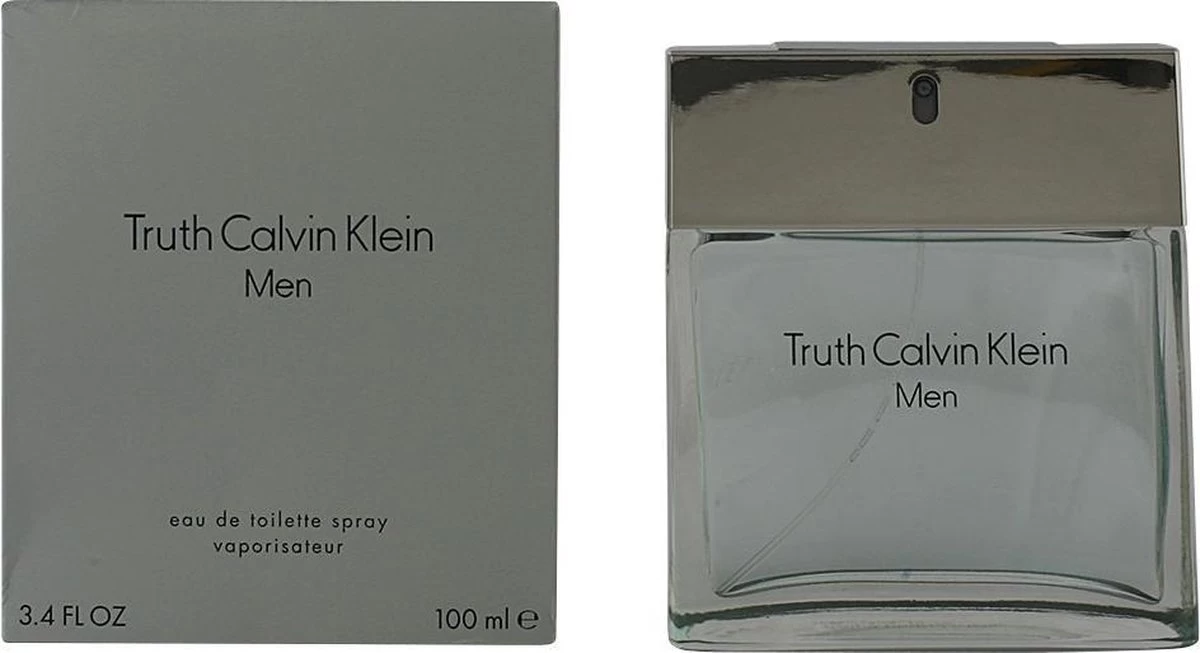 Truth Calvin Klein
Men
eau de toilette spray
vaporisateur
3.4 FL OZ
100 ml ℮
Truth Calvin Klein
Men